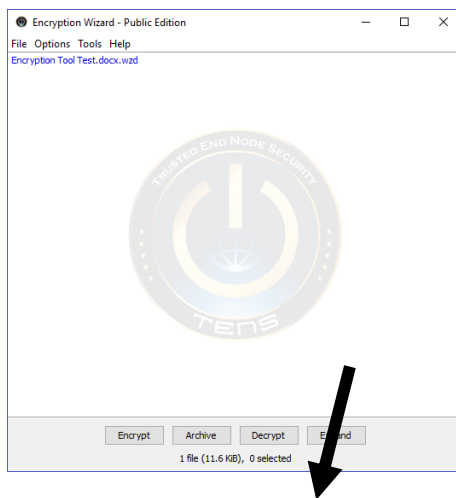 Encryption Wizard - Public Edition
File Options Tools Help
Encryption Tool Test.docx.wzd
TRUSTED END NODE SECURITY
TENS
Encrypt Archive Decrypt Expand
1 file (11.6 KiB), 0 selected